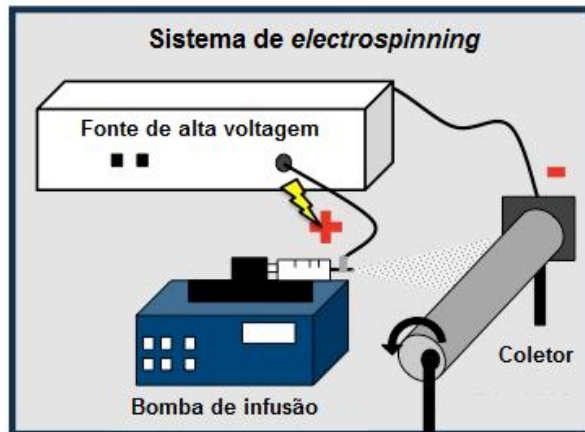 Sistema de electrospinning
Fonte de alta voltagem
+
-
Coletor
Bomba de infusão